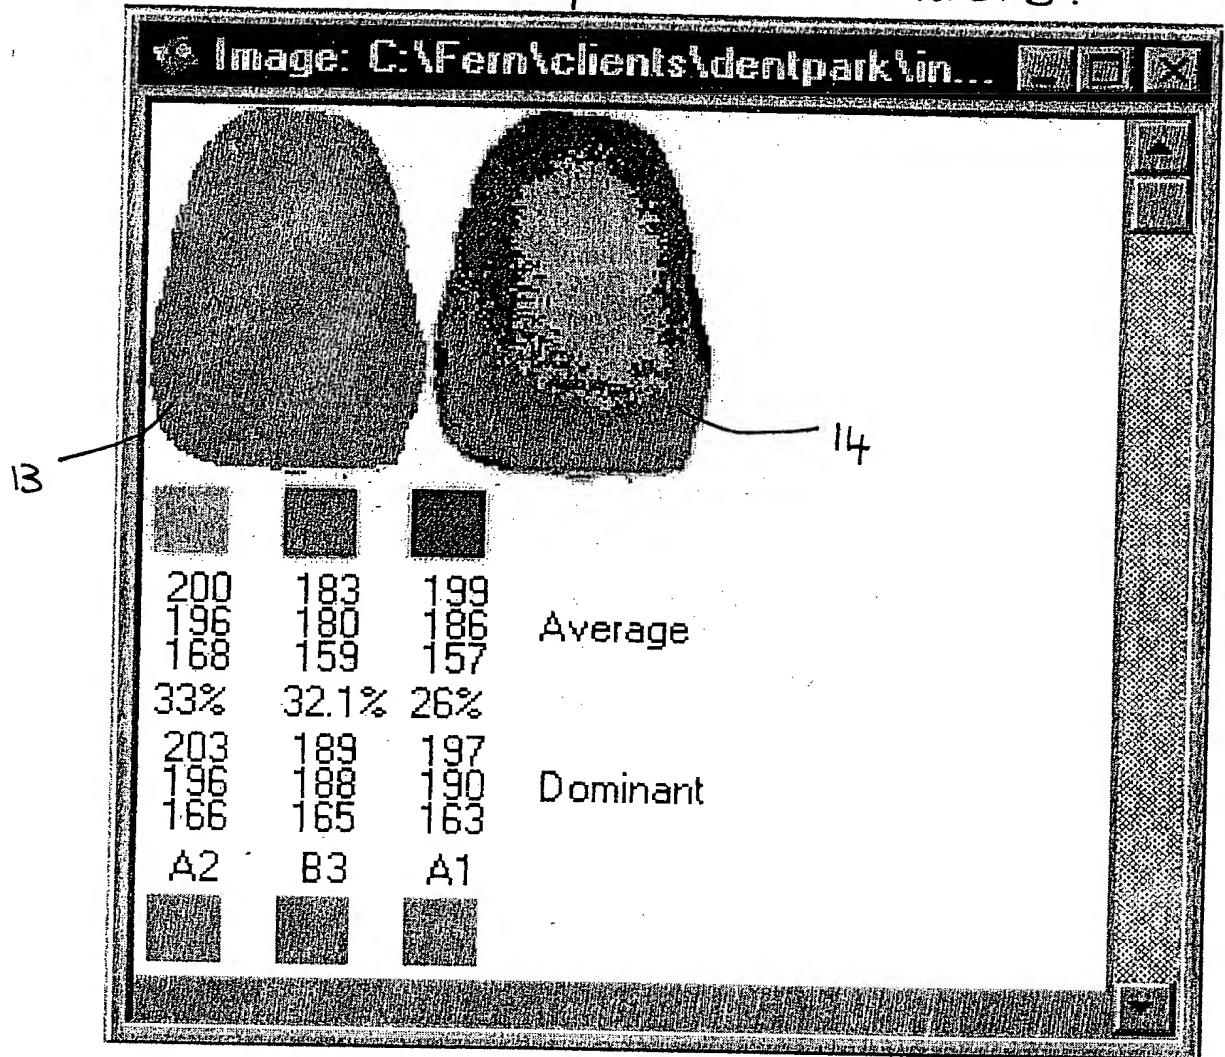 Image: C:\Fern\clients\dentpark\in...
13
14
200 183 199
196 180 186 Average
168 159 157
33% 32.1% 26%
203 189 197
196 188 190 Dominant
166 165 163
A2 B3 A1